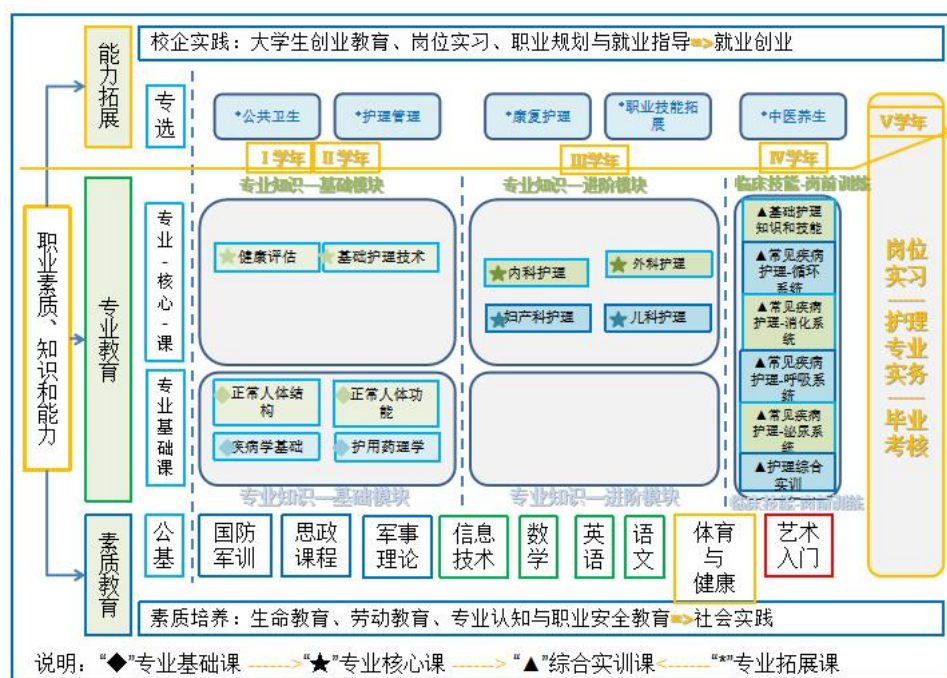 能力拓展
校企实践：大学生创业教育、岗位实习、职业规划与就业指导=>就业创业
专选
*公共卫生
*护理管理
*康复护理
*职业技能拓
展
*中医养生
V学年
I学年
II学年
III学年
IV学年
专业知识—基础模块
专业知识—进阶模块
临床技能-岗前训练
职业素质、知识和能力
专业教育
专业-核心-课
★健康评估
★基础护理技术
★内科护理
★外科护理
★妇产科护理
★儿科护理
▲基础护理
知识和技能
▲常见疾病
护理-循环
系统
▲常见疾病
护理-消化系
统
▲常见疾病
护理-呼吸系
统
▲常见疾病
护理-泌尿系
统
▲护理综合
实训
岗位
实习
护理
专业
实务
毕业
考核
专业基础课
◆正常人体结
构
◆正常人体功
能
◆疾病学基础
◆护用药理学
专业知识—基础模块
专业知识—进阶模块
临床技能-岗前训练
素质教育
公基
国防
军训
思政
课程
军事
理论
信息
技术
数
学
英
语
语
文
体育
与
健康
艺术
入门
素质培养：生命教育、劳动教育、专业认知与职业安全教育=>社会实践
说明：“◆”专业基础课 ------>“★”专业核心课 ------> “▲”综合实训课<------“*”专业拓展课